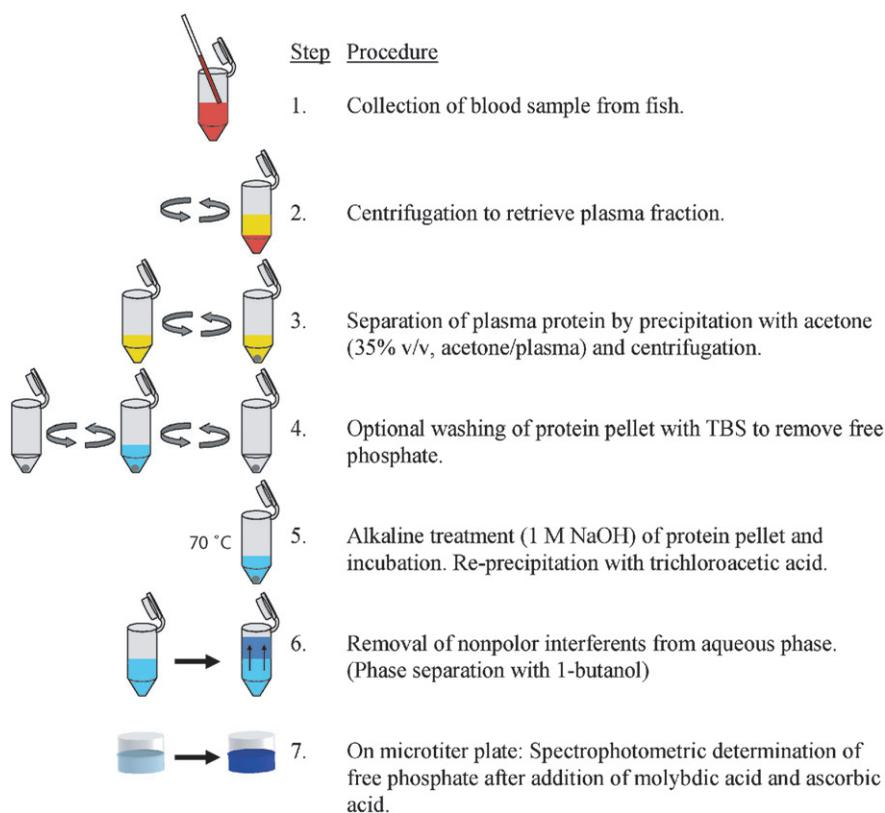 Step Procedure
1. Collection of blood sample from fish.
2. Centrifugation to retrieve plasma fraction.
3. Separation of plasma protein by precipitation with acetone
(35% v/v, acetone/plasma) and centrifugation.
4. Optional washing of protein pellet with TBS to remove free
phosphate.
70 °C
5. Alkaline treatment (1 M NaOH) of protein pellet and
incubation. Re-precipitation with trichloroacetic acid.
6. Removal of nonpolor interferents from aqueous phase.
(Phase separation with 1-butanol)
7. On microtiter plate: Spectrophotometric determination of
free phosphate after addition of molybdic acid and ascorbic
acid.